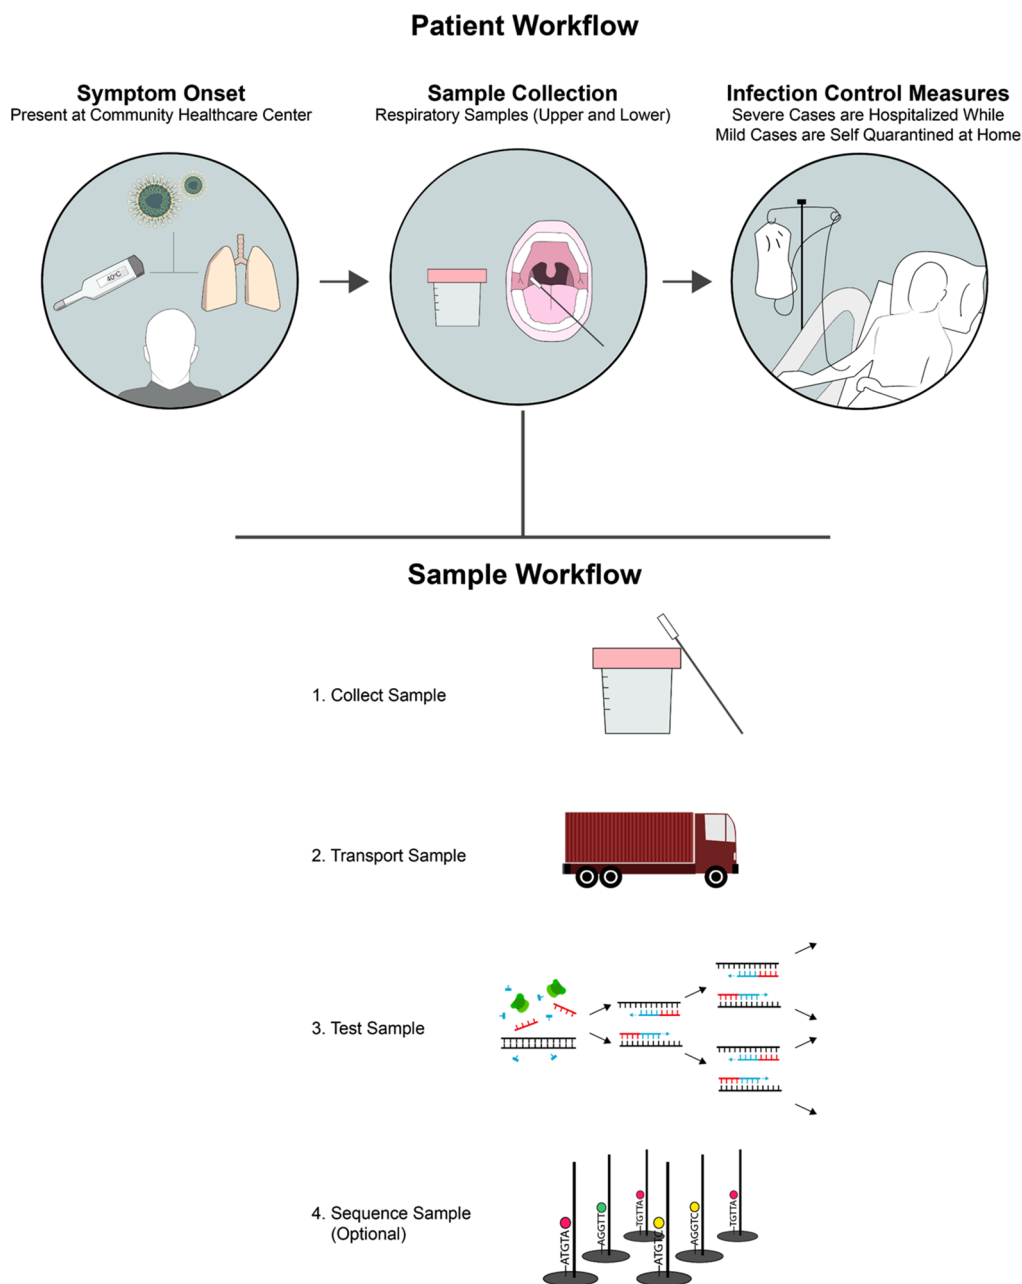 Patient Workflow
Symptom Onset
Present at Community Healthcare Center
Sample Collection
Respiratory Samples (Upper and Lower)
Infection Control Measures
Severe Cases are Hospitalized While
Mild Cases are Self Quarantined at Home
40°C
Sample Workflow
1. Collect Sample
2. Transport Sample
3. Test Sample
4. Sequence Sample
(Optional)
-ATGTA
-AGGTT
-TGTTA
-ATGTC
-AGGTC
-TGTTA